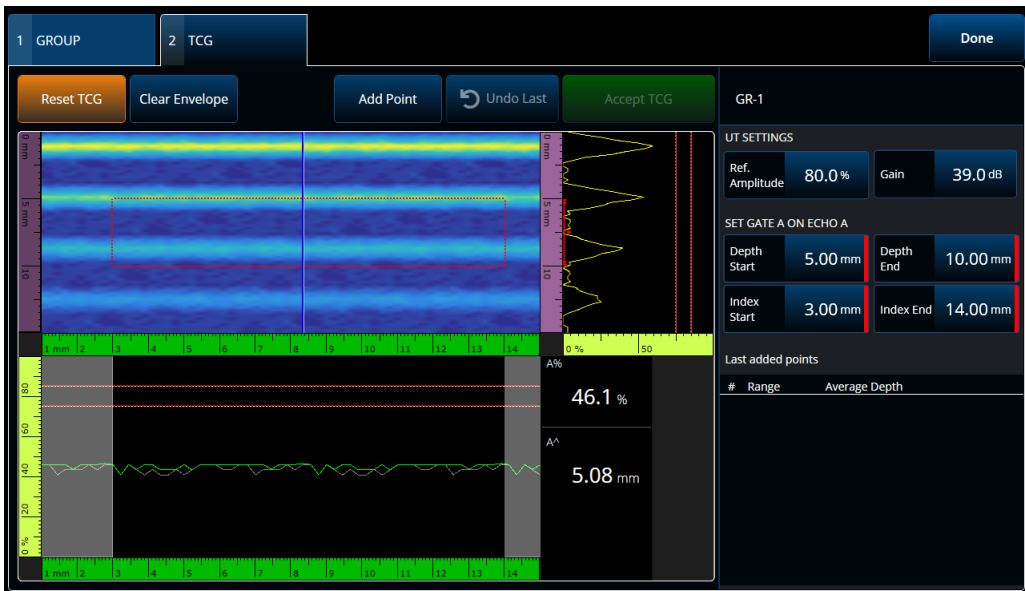 1 GROUP
2 TCG
Done
Reset TCG
Clear Envelope
Add Point
Undo Last
Accept TCG
GR-1
UT SETTINGS
Ref. Amplitude 80.0 %
Gain 39.0 dB
SET GATE A ON ECHO A
Depth Start 5.00 mm
Depth End 10.00 mm
Index Start 3.00 mm
Index End 14.00 mm
Last added points
# Range Average Depth
0 mm
5 mm
10
0 mm
5 mm
10
1 mm 2 3 4 5 6 7 8 9 10 11 12 13 14
0 % 50
A%
46.1 %
A^
5.08 mm
80
60
40
20
0 %
1 mm 2 3 4 5 6 7 8 9 10 11 12 13 14